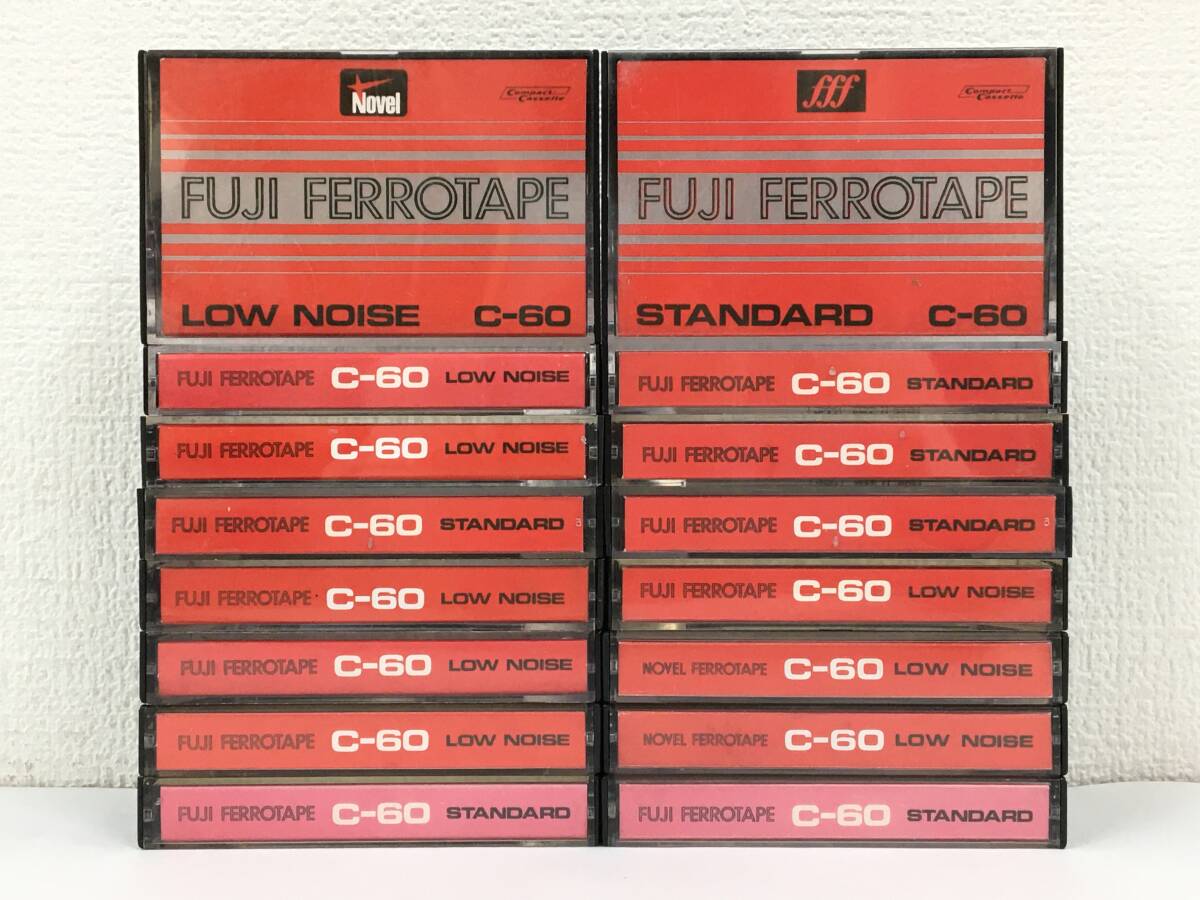 Novel
Compact Cassette
FUJI FERROTAPE
LOW NOISE C-60
fff
Compact Cassette
FUJI FERROTAPE
STANDARD C-60
FUJI FERROTAPE C-60 LOW NOISE
FUJI FERROTAPE C-60 STANDARD
FUJI FERROTAPE C-60 LOW NOISE
FUJI FERROTAPE C-60 STANDARD
FUJI FERROTAPE C-60 STANDARD 3
FUJI FERROTAPE C-60 STANDARD 3
FUJI FERROTAPE C-60 LOW NOISE
FUJI FERROTAPE C-60 LOW NOISE
FUJI FERROTAPE C-60 LOW NOISE
NOVEL FERROTAPE C-60 LOW NOISE
FUJI FERROTAPE C-60 LOW NOISE
NOVEL FERROTAPE C-60 LOW NOISE
FUJI FERROTAPE C-60 STANDARD
FUJI FERROTAPE C-60 STANDARD